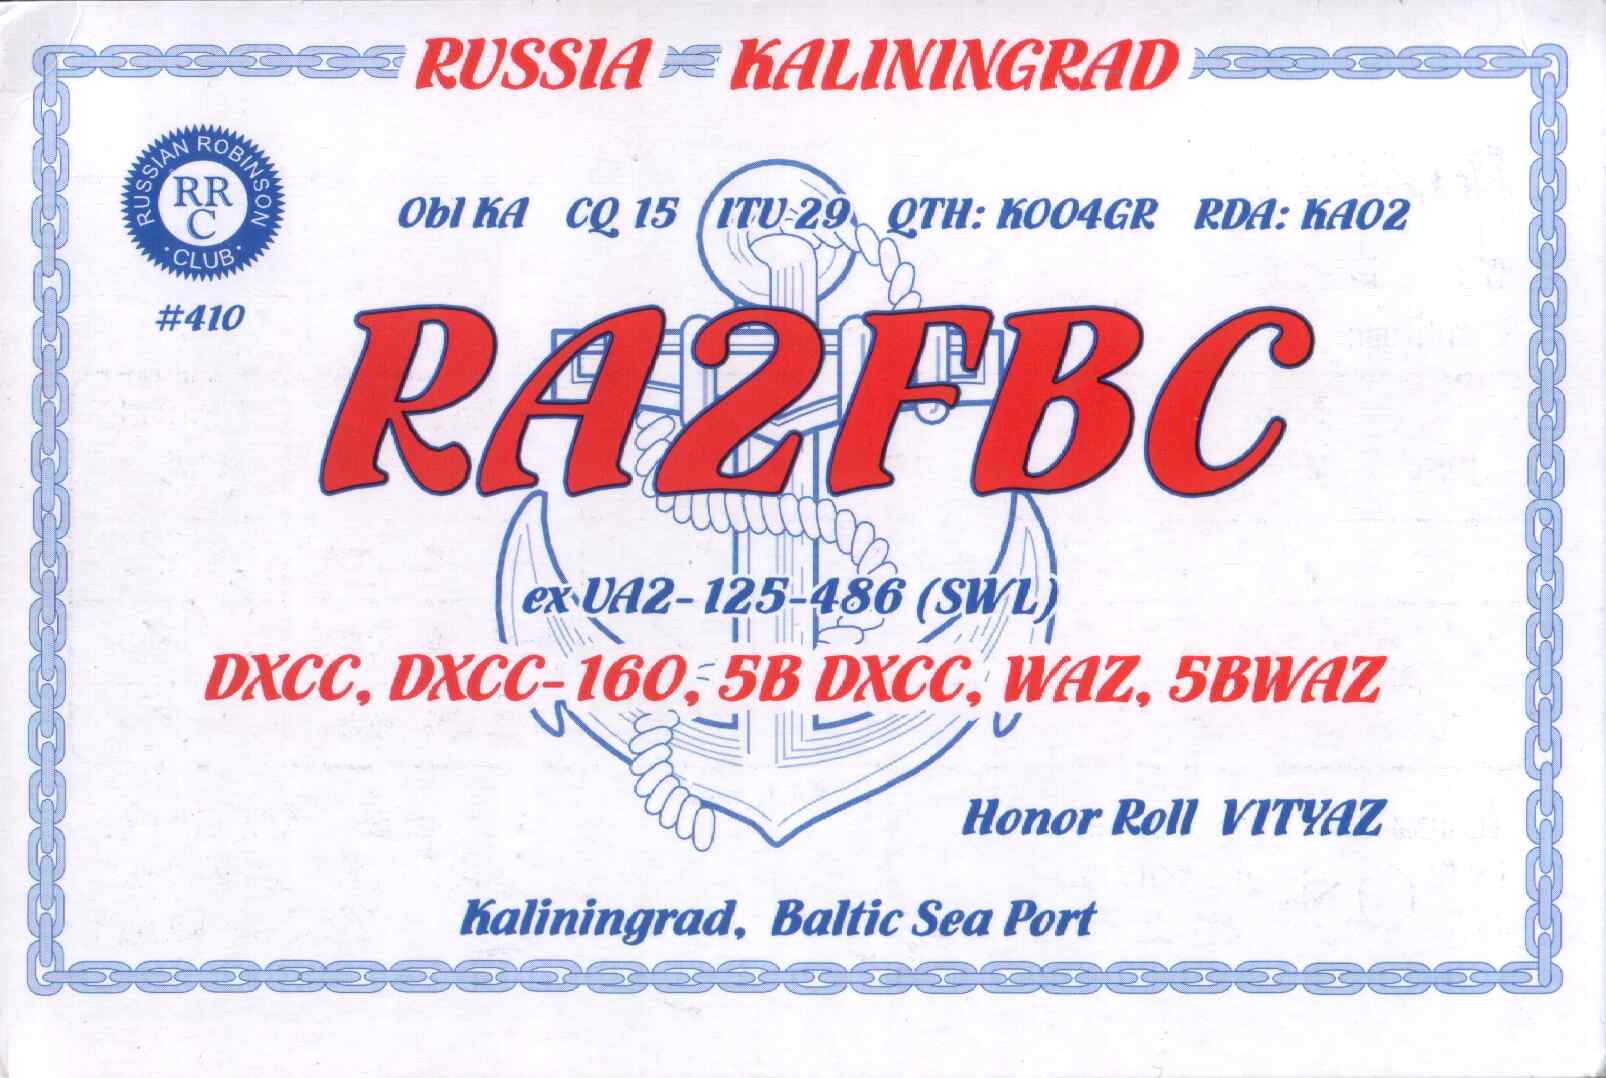 RUSSIA KALININGRAD
RUSSIAN ROBINSON
RR
C
CLUB
#410
Obl KA CQ 15 ITU 29 QTH: KO04GR RDA: KA02
RA2FBC
ex UA2-125-486 (SWL)
DXCC, DXCC-160, 5B DXCC, WAZ, 5BWAZ
Honor Roll VITYAZ
Kaliningrad, Baltic Sea Port